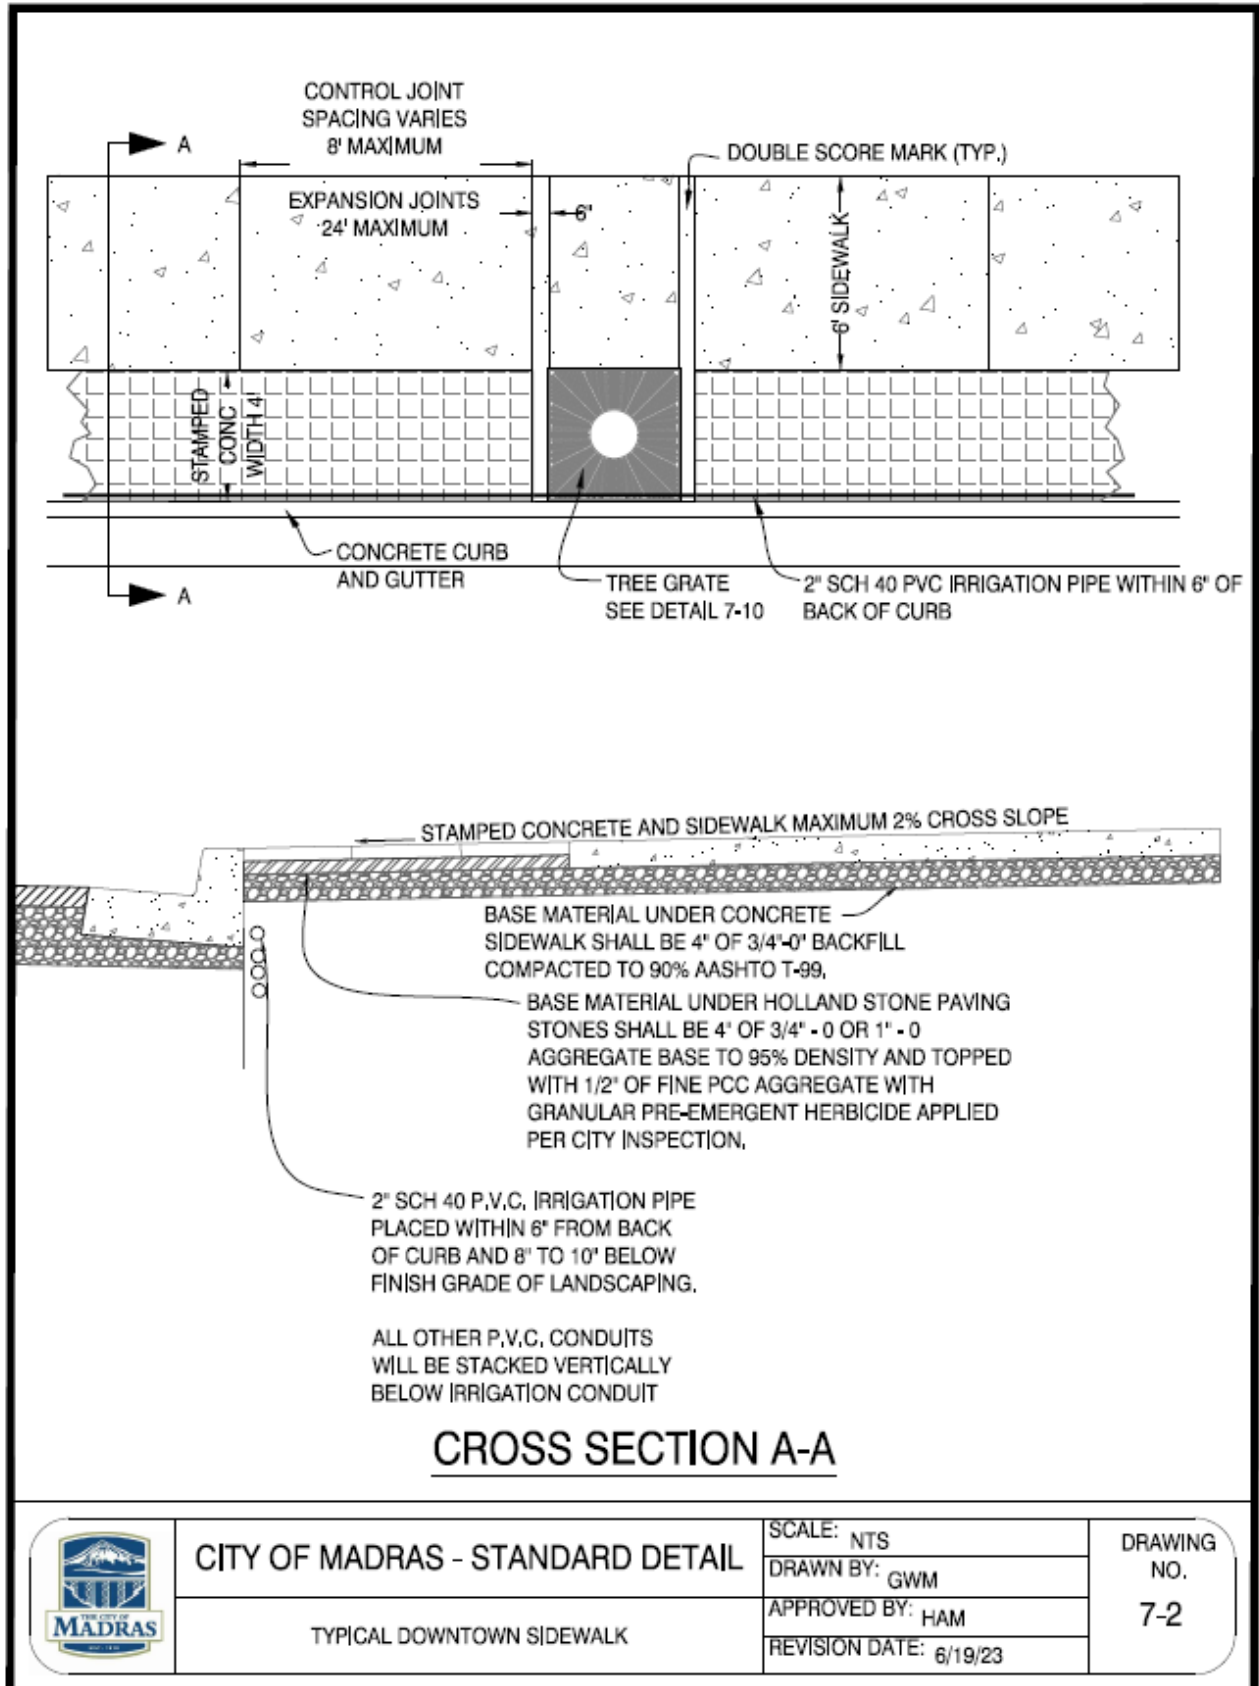 CONTROL JOINT
SPACING VARIES
8' MAXIMUM
A
DOUBLE SCORE MARK (TYP.)
EXPANSION JOINTS
24' MAXIMUM
6"
6' SIDEWALK
STAMPED
CONC
WIDTH 4'
CONCRETE CURB
AND GUTTER
A
TREE GRATE
SEE DETAIL 7-10
2" SCH 40 PVC IRRIGATION PIPE WITHIN 6" OF
BACK OF CURB
STAMPED CONCRETE AND SIDEWALK MAXIMUM 2% CROSS SLOPE
BASE MATERIAL UNDER CONCRETE
SIDEWALK SHALL BE 4" OF 3/4"-0" BACKFILL
COMPACTED TO 90% AASHTO T-99.
BASE MATERIAL UNDER HOLLAND STONE PAVING
STONES SHALL BE 4" OF 3/4" - 0 OR 1" - 0
AGGREGATE BASE TO 95% DENSITY AND TOPPED
WITH 1/2" OF FINE PCC AGGREGATE WITH
GRANULAR PRE-EMERGENT HERBICIDE APPLIED
PER CITY INSPECTION.
2" SCH 40 P.V.C. IRRIGATION PIPE
PLACED WITHIN 6" FROM BACK
OF CURB AND 8" TO 10" BELOW
FINISH GRADE OF LANDSCAPING.
ALL OTHER P.V.C. CONDUITS
WILL BE STACKED VERTICALLY
BELOW IRRIGATION CONDUIT
CROSS SECTION A-A
THE CITY OF
MADRAS
CITY OF MADRAS - STANDARD DETAIL
TYPICAL DOWNTOWN SIDEWALK
SCALE: NTS
DRAWN BY: GWM
APPROVED BY: HAM
REVISION DATE: 6/19/23
DRAWING
NO.
7-2